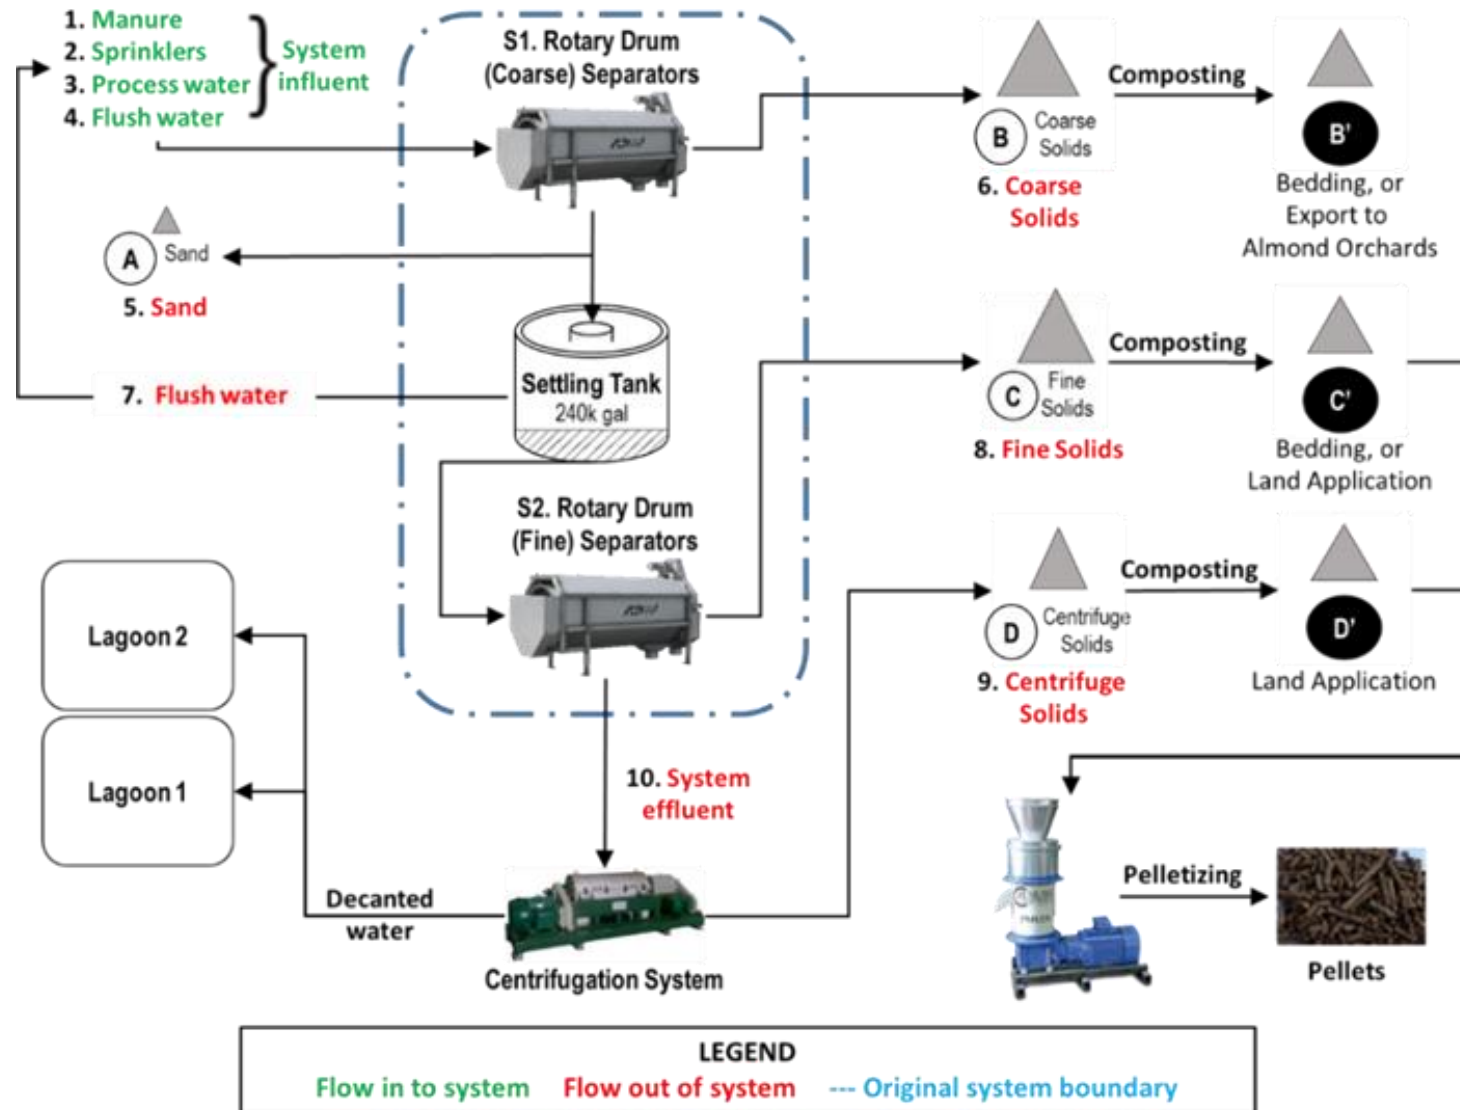 1. Manure
2. Sprinklers
3. Process water
4. Flush water
System
influent
S1. Rotary Drum
(Coarse) Separators
B
Coarse
Solids
6. Coarse
Solids
Composting
B'
Bedding, or
Export to
Almond Orchards
A
Sand
5. Sand
Settling Tank
240k gal
7. Flush water
C
Fine
Solids
8. Fine Solids
Composting
C'
Bedding, or
Land Application
S2. Rotary Drum
(Fine) Separators
D
Centrifuge
Solids
9. Centrifuge
Solids
Composting
D'
Land Application
Lagoon 2
Lagoon 1
10. System
effluent
Decanted
water
Centrifugation System
Pelletizing
Pellets
LEGEND
Flow in to system Flow out of system --- Original system boundary